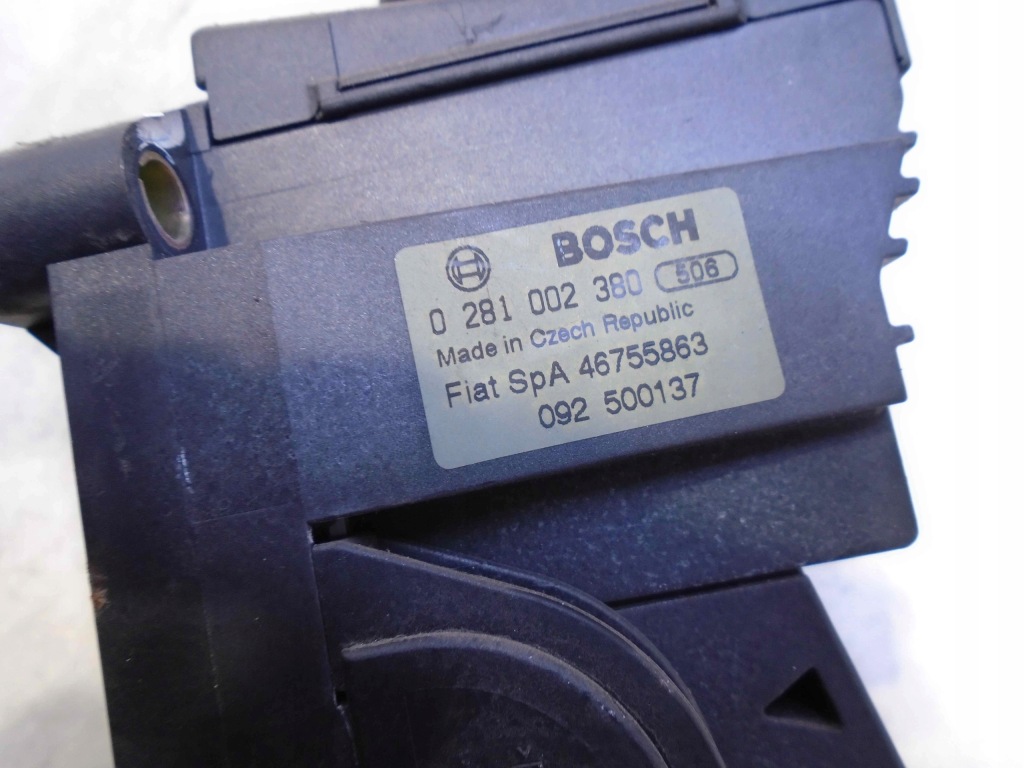 BOSCH
0 281 002 380 506
Made in Czech Republic
Fiat SpA 46755863
092 500137